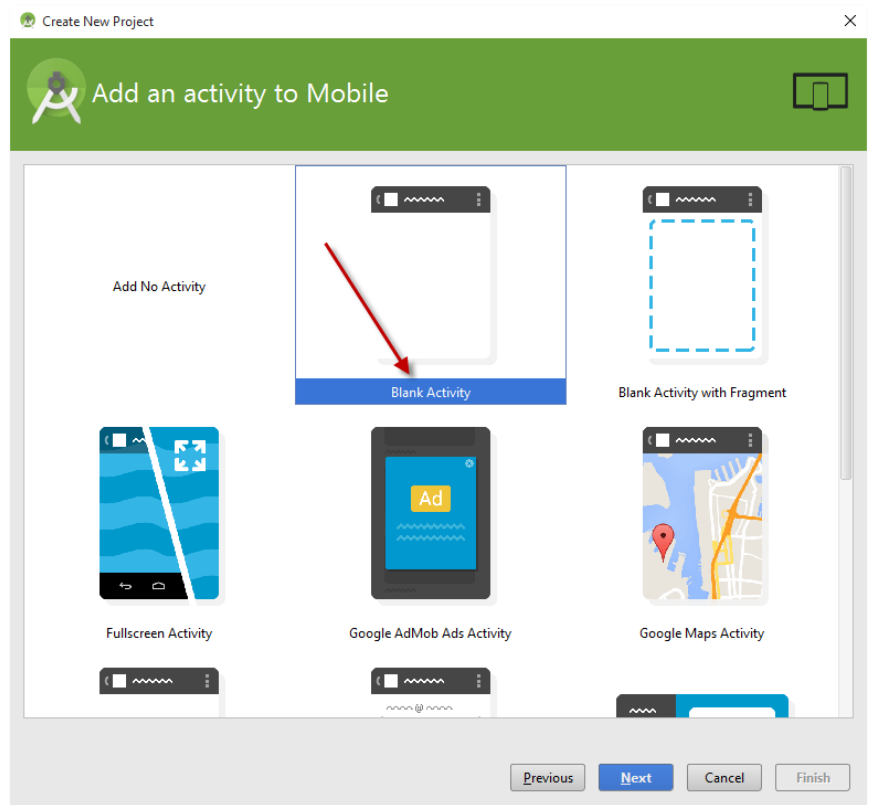 Create New Project
Add an activity to Mobile
Add No Activity
Blank Activity
Blank Activity with Fragment
Ad
Fullscreen Activity
Google AdMob Ads Activity
Google Maps Activity
@
Previous
Next
Cancel
Finish